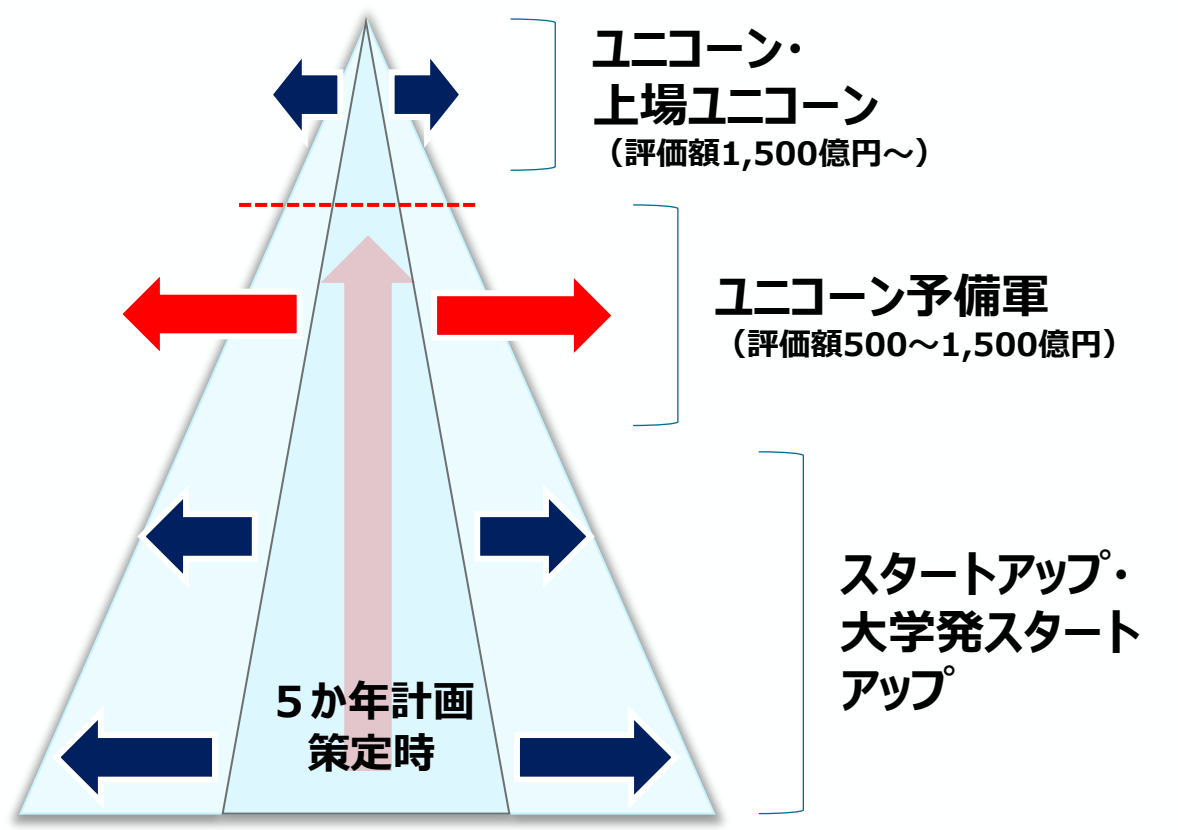 ユニコーン・
上場ユニコーン
（評価額1,500億円～）
ユニコーン予備軍
（評価額500～1,500億円）
スタートアップ・
大学発スタート
アップ
５か年計画
策定時